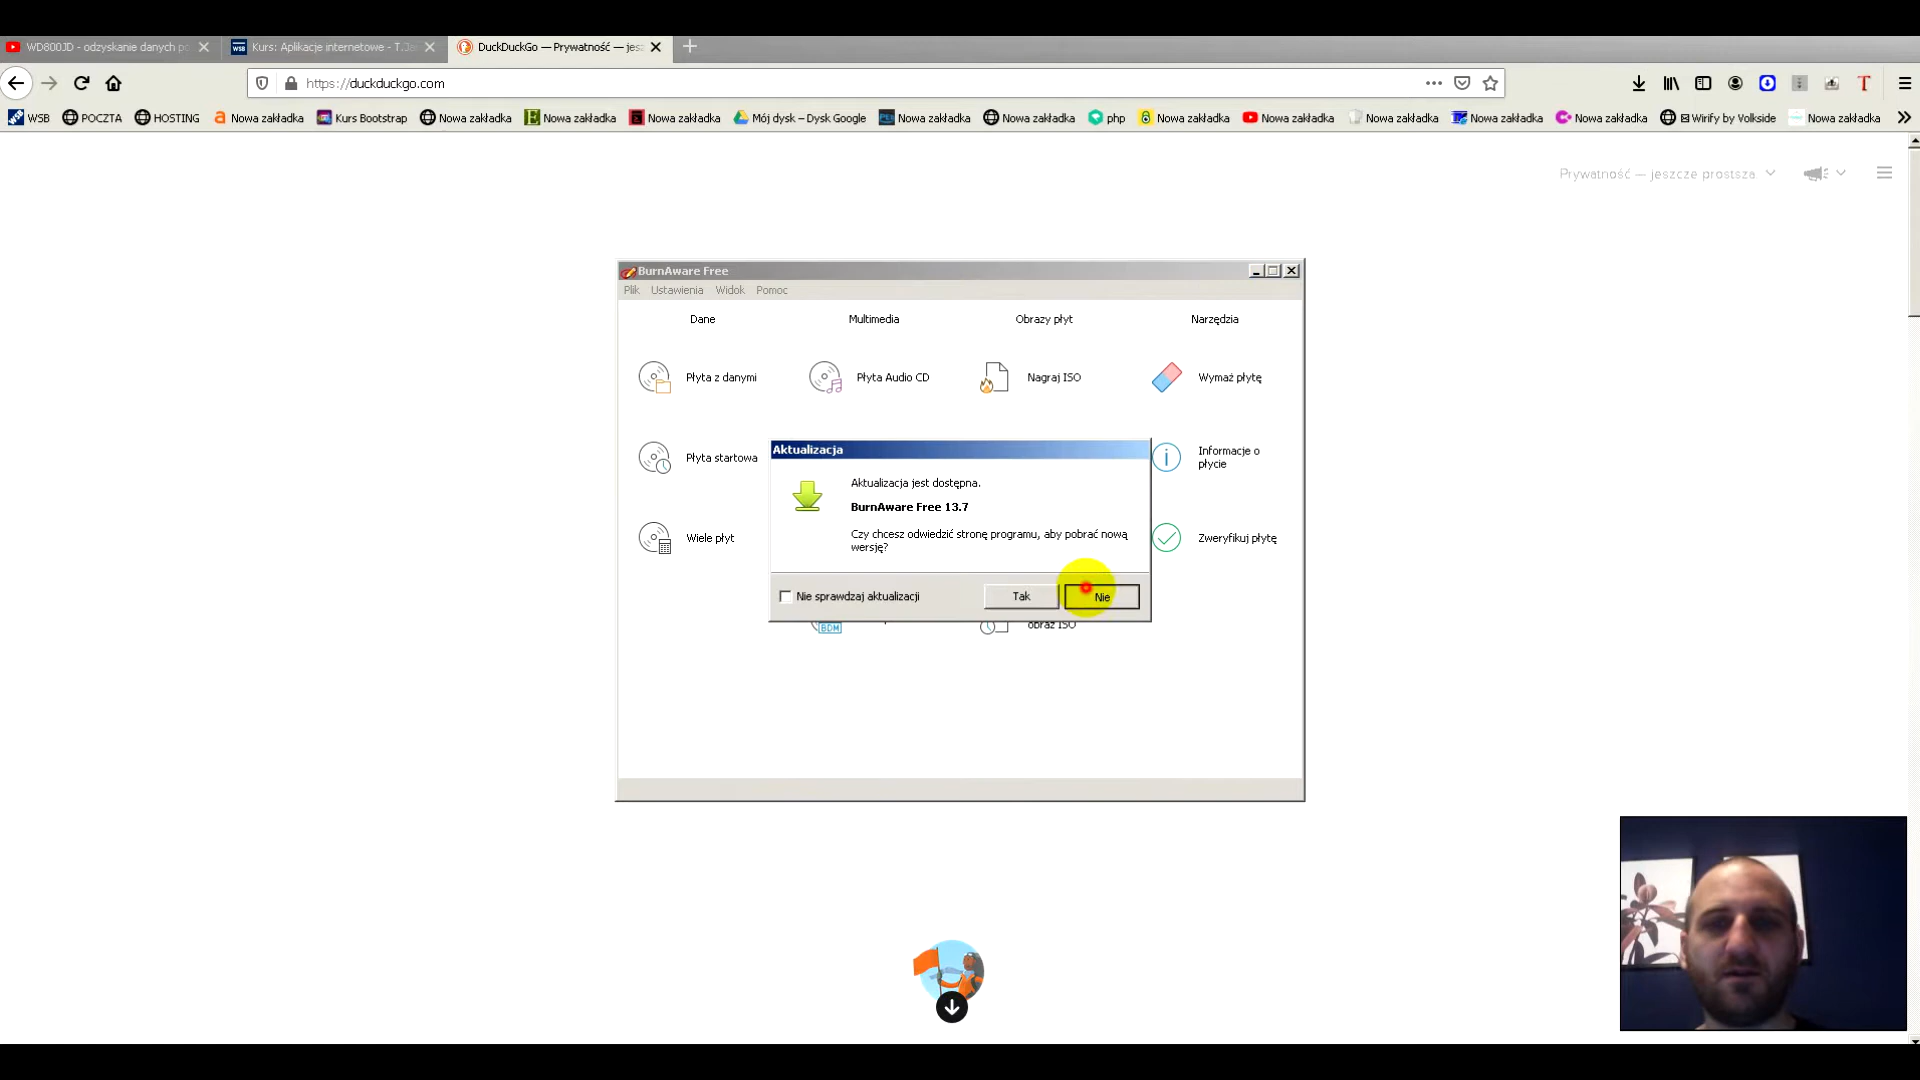 WD800JD - odzyskanie danych po
Kurs: Aplikacje internetowe - T.Ja
DuckDuckGo — Prywatność — jesz
https://duckduckgo.com
WSB
POCZTA
HOSTING
Nowa zakładka
Kurs Bootstrap
Nowa zakładka
Nowa zakładka
Nowa zakładka
Mój dysk – Dysk Google
Nowa zakładka
Nowa zakładka
php
Nowa zakładka
Nowa zakładka
Nowa zakładka
Nowa zakładka
Nowa zakładka
Wirify by Volkside
Nowa zakładka
Prywatność — jeszcze prostsza
BurnAware Free
Plik Ustawienia Widok Pomoc
Dane
Multimedia
Obrazy płyt
Narzędzia
Płyta z danymi
Płyta Audio CD
Nagraj ISO
Wymaż płytę
Płyta startowa
Informacje o
płycie
Wiele płyt
Zweryfikuj płytę
Aktualizacja
Aktualizacja jest dostępna.
BurnAware Free 13.7
Czy chcesz odwiedzić stronę programu, aby pobrać nową
wersję?
Nie sprawdzaj aktualizacji
Tak
Nie
BDM
obraz ISO